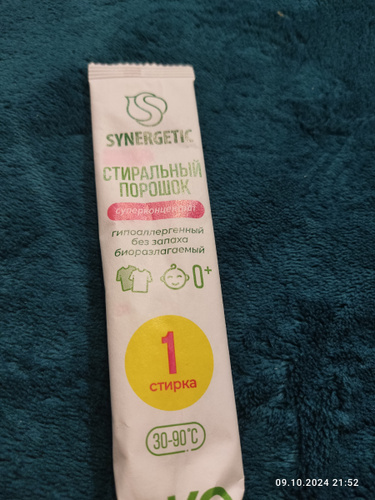 SYNERGETIC
СТИРАЛЬНЫЙ
ПОРОШОК
суперконцентрат
гипоаллергенный
без запаха
биоразлагаемый
0+
1
стирка
30-90°C
09.10.2024 21:52